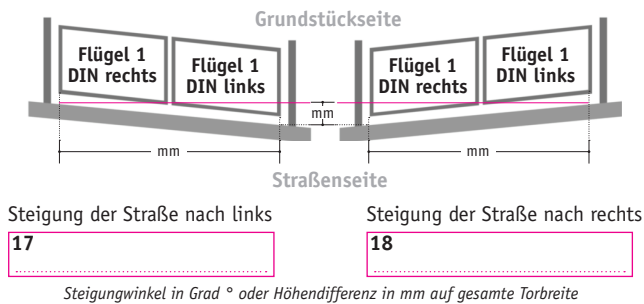 Grundstückseite
Flügel 1
DIN rechts
Flügel 1
DIN links
Flügel 1
DIN rechts
Flügel 1
DIN links
mm
mm
mm
Straßenseite
Steigung der Straße nach links
Steigung der Straße nach rechts
17
18
Steigungwinkel in Grad ° oder Höhendifferenz in mm auf gesamte Torbreite